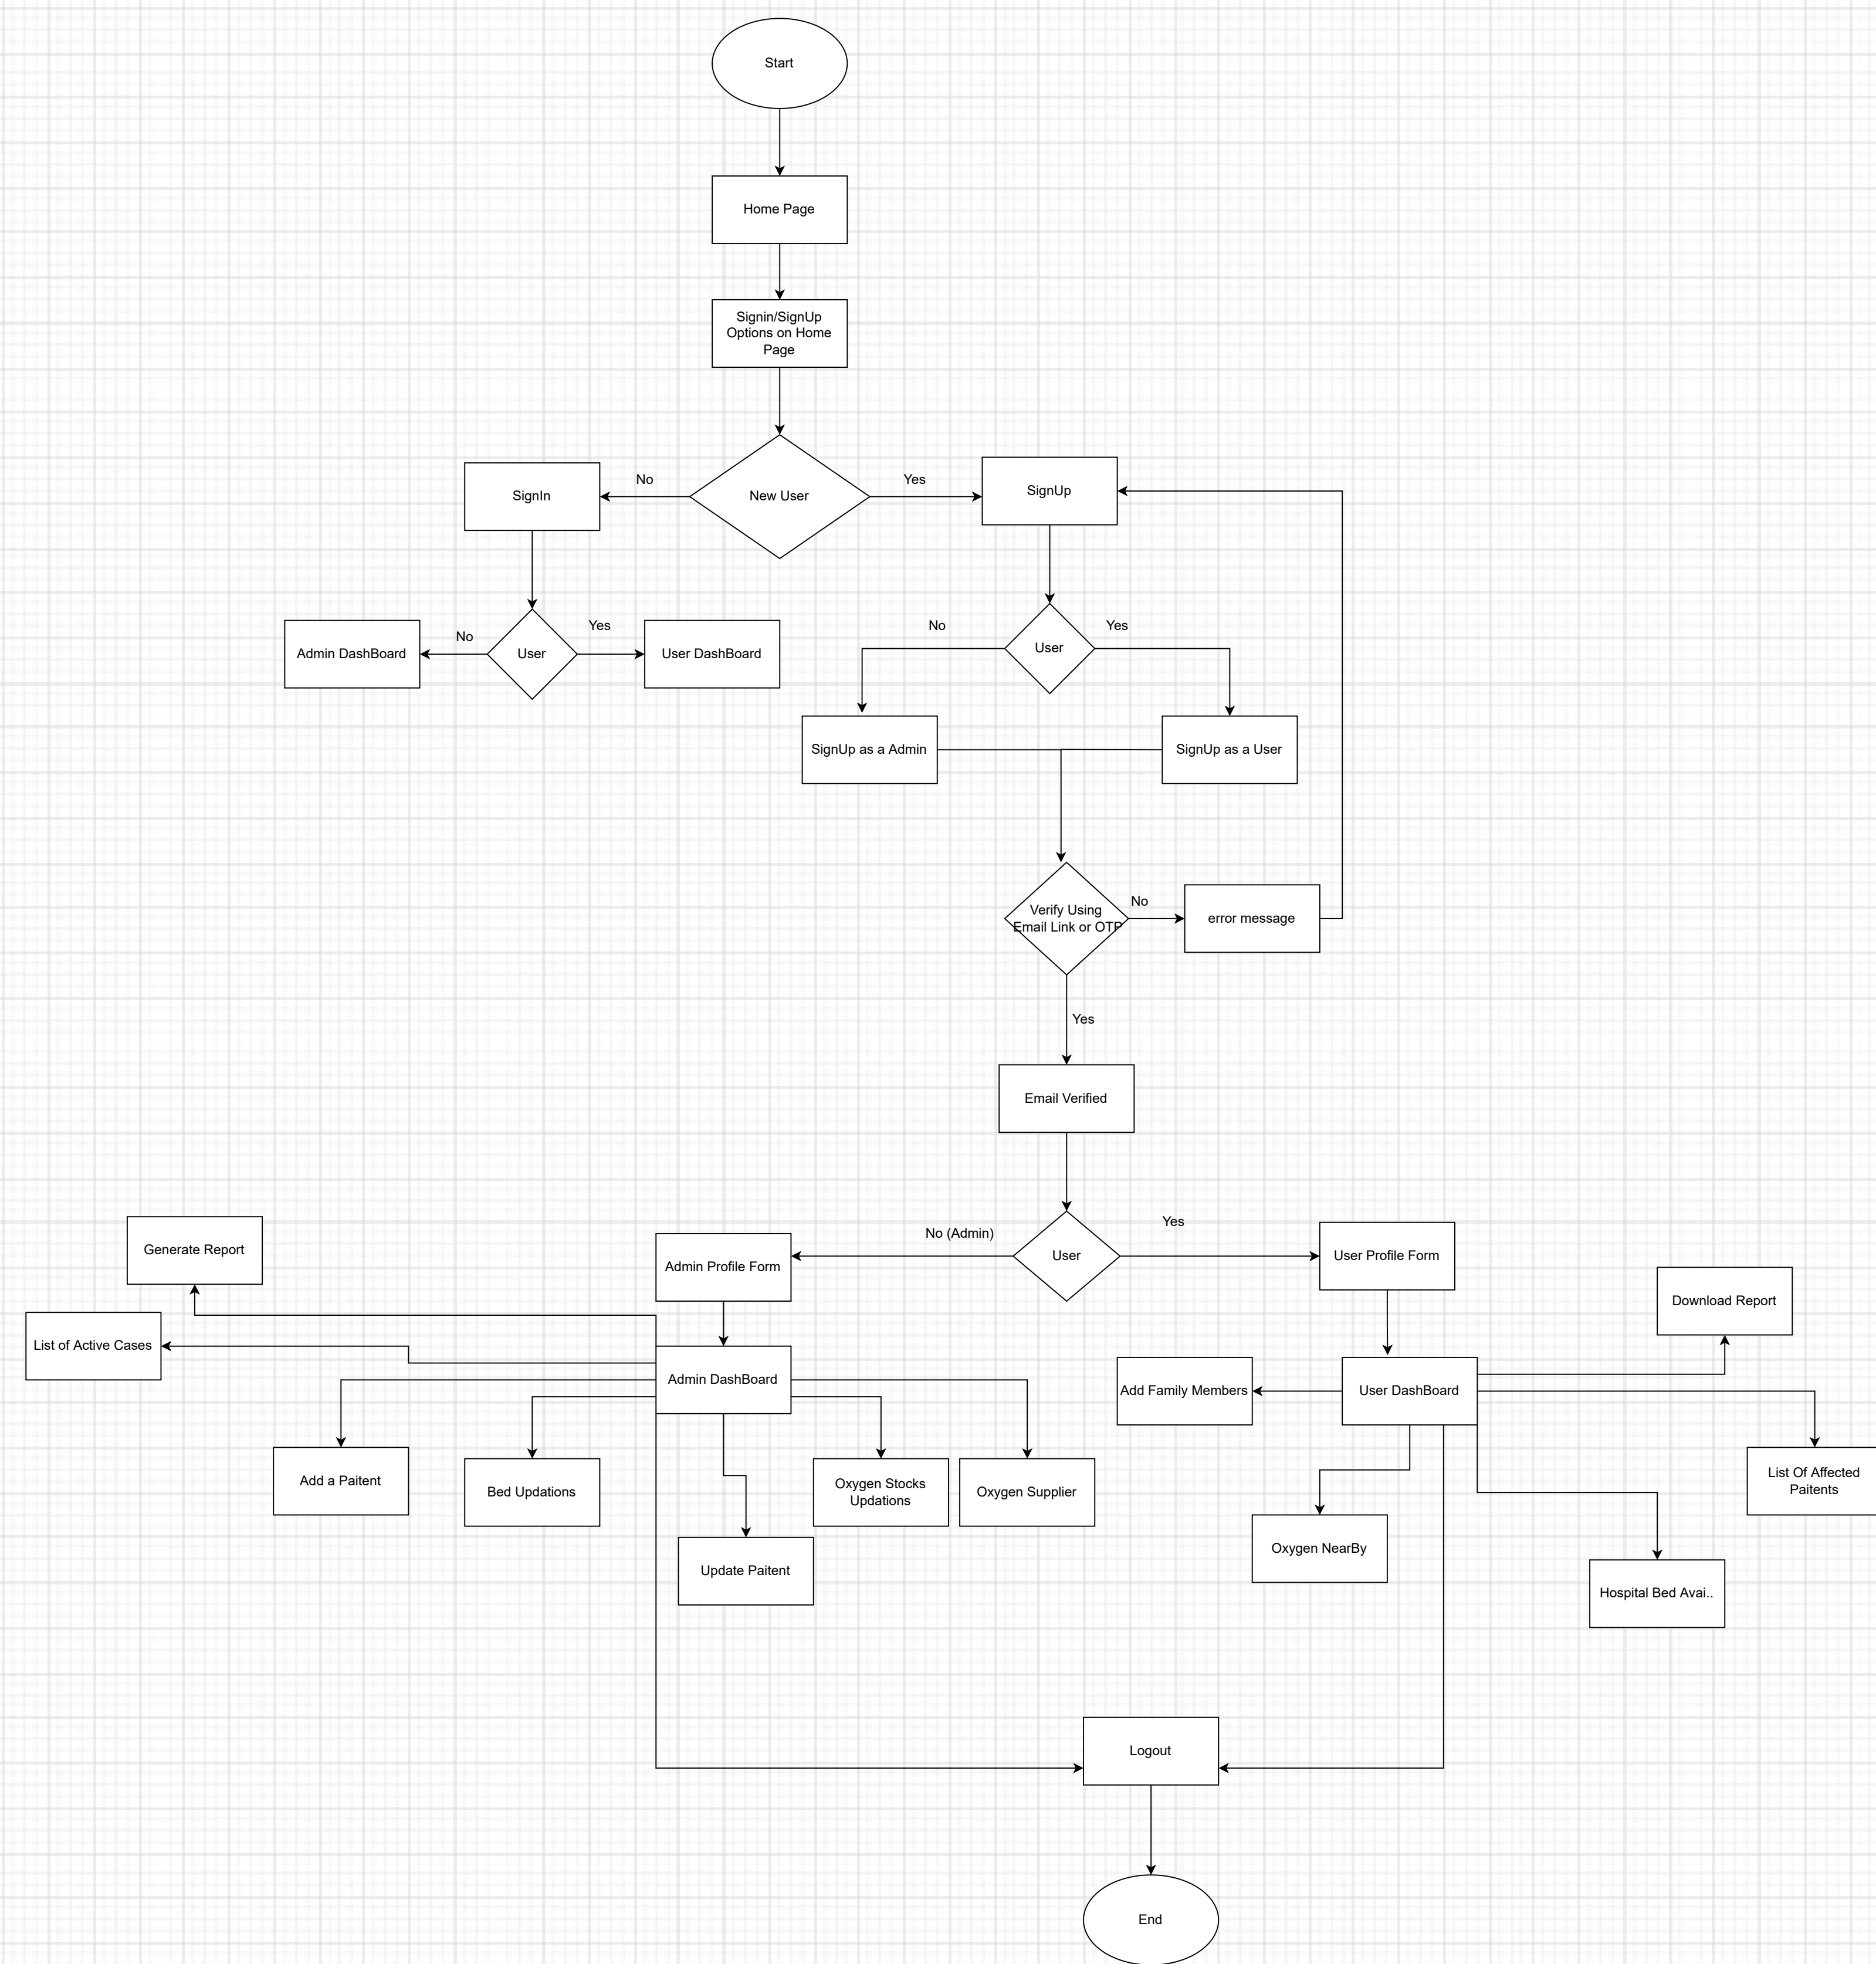 Start
Home Page
Signin/SignUp
Options on Home
Page
New User
No
Yes
SignIn
SignUp
User
No
Yes
Admin DashBoard
User DashBoard
User
No
Yes
SignUp as a Admin
SignUp as a User
Verify Using
Email Link or OTP
No
error message
Yes
Email Verified
User
No (Admin)
Yes
Admin Profile Form
User Profile Form
Generate Report
List of Active Cases
Admin DashBoard
Add a Paitent
Bed Updations
Update Paitent
Oxygen Stocks
Updations
Oxygen Supplier
Download Report
Add Family Members
User DashBoard
List Of Affected
Paitents
Oxygen NearBy
Hospital Bed Avai..
Logout
End